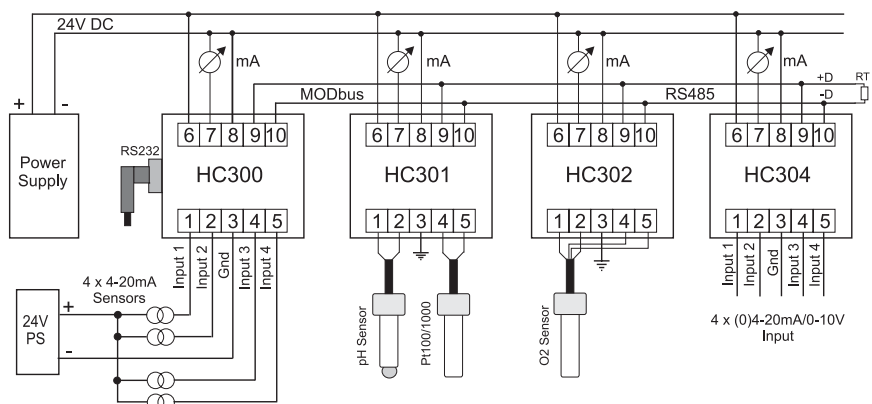 24V DC
mA
mA
mA
mA
+D
RT
MODbus
RS485
-D
+ -
6 7 8 9 10
6 7 8 9 10
6 7 8 9 10
6 7 8 9 10
Power
Supply
RS232
HC300
HC301
HC302
HC304
1 2 3 4 5
1 2 3 4 5
1 2 3 4 5
1 2 3 4 5
Input 1
Input 2
Gnd
Input 3
Input 4
Input 1
Input 2
Gnd
Input 3
Input 4
4 x 4-20mA
Sensors
+
24V
PS
-
pH Sensor
Pt100/1000
O2 Sensor
4 x (0)4-20mA/0-10V
Input